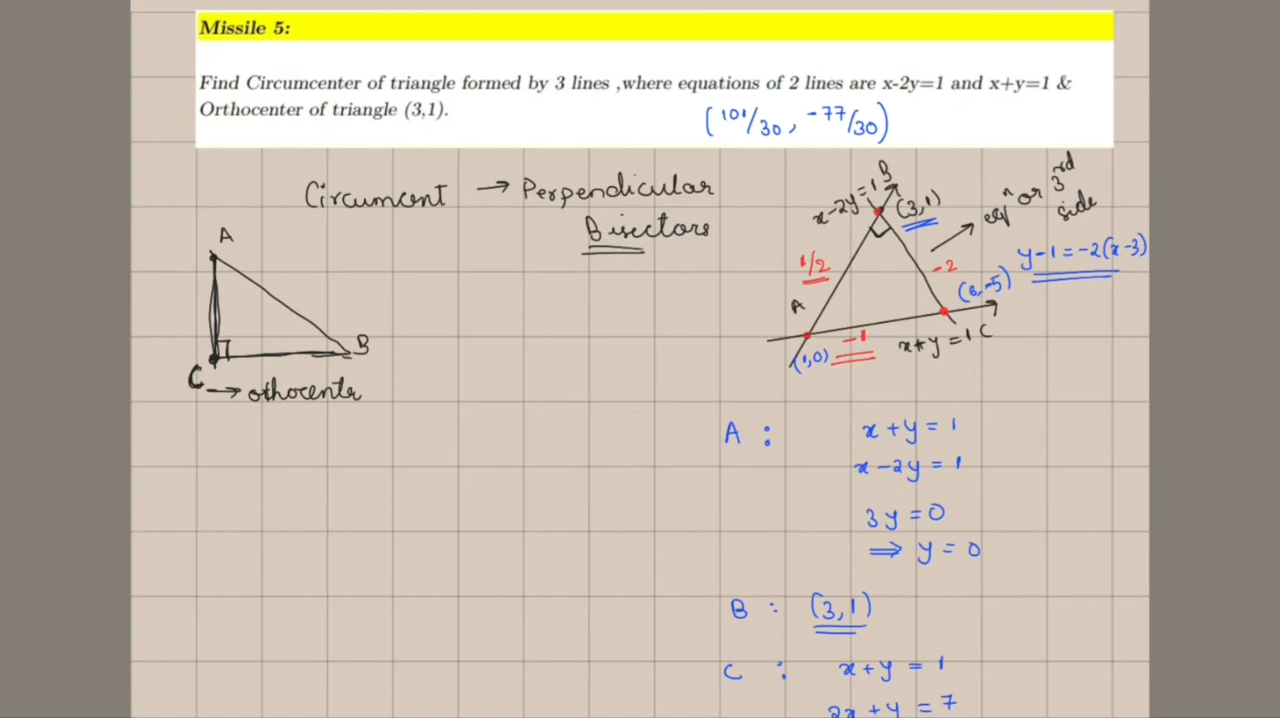 Missile 5:
Find Circumcenter of triangle formed by 3 lines ,where equations of 2 lines are x-2y=1 and x+y=1 &
Orthocenter of triangle (3,1).
(101/30, -77/30)
Circumcent → Perpendicular
Bisectors
A
B
C
→ othocente
x-2y=1
B
(3,1)
eqⁿ or 3rd
side
y-1=-2(x-3)
1/2
-2
(6,-5)
A
(1,0)
-1
x+y=1
C
A : x+y=1
x-2y=1
3y=0
⇒ y=0
B : (3,1)
C : x+y=1
2x+y=7